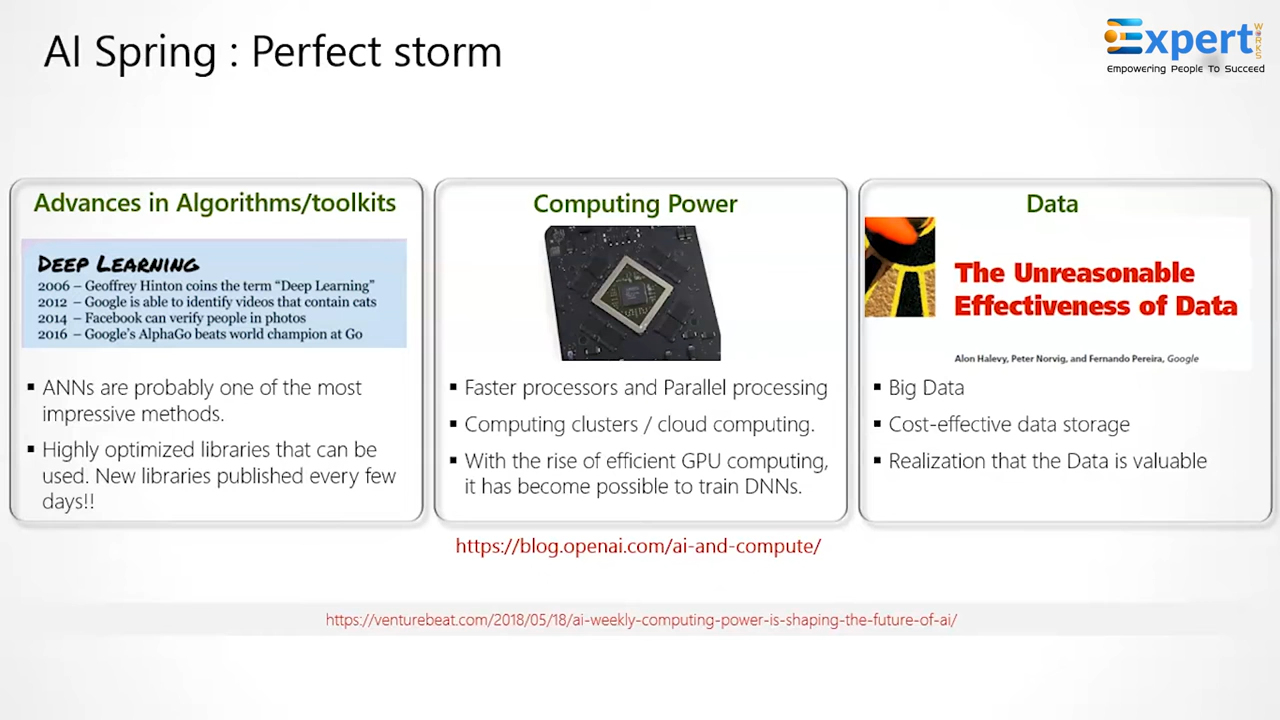 AI Spring : Perfect storm
Expert
WORKS
Empowering People To Succeed
Advances in Algorithms/toolkits
DEEP LEARNING
2006 – Geoffrey Hinton coins the term “Deep Learning”
2012 – Google is able to identify videos that contain cats
2014 – Facebook can verify people in photos
2016 – Google’s AlphaGo beats world champion at Go
▪ ANNs are probably one of the most
impressive methods.
▪ Highly optimized libraries that can be
used. New libraries published every few
days!!
Computing Power
▪ Faster processors and Parallel processing
▪ Computing clusters / cloud computing.
▪ With the rise of efficient GPU computing,
it has become possible to train DNNs.
Data
The Unreasonable
Effectiveness of Data
Alon Halevy, Peter Norvig, and Fernando Pereira, Google
▪ Big Data
▪ Cost-effective data storage
▪ Realization that the Data is valuable
https://blog.openai.com/ai-and-compute/
https://venturebeat.com/2018/05/18/ai-weekly-computing-power-is-shaping-the-future-of-ai/